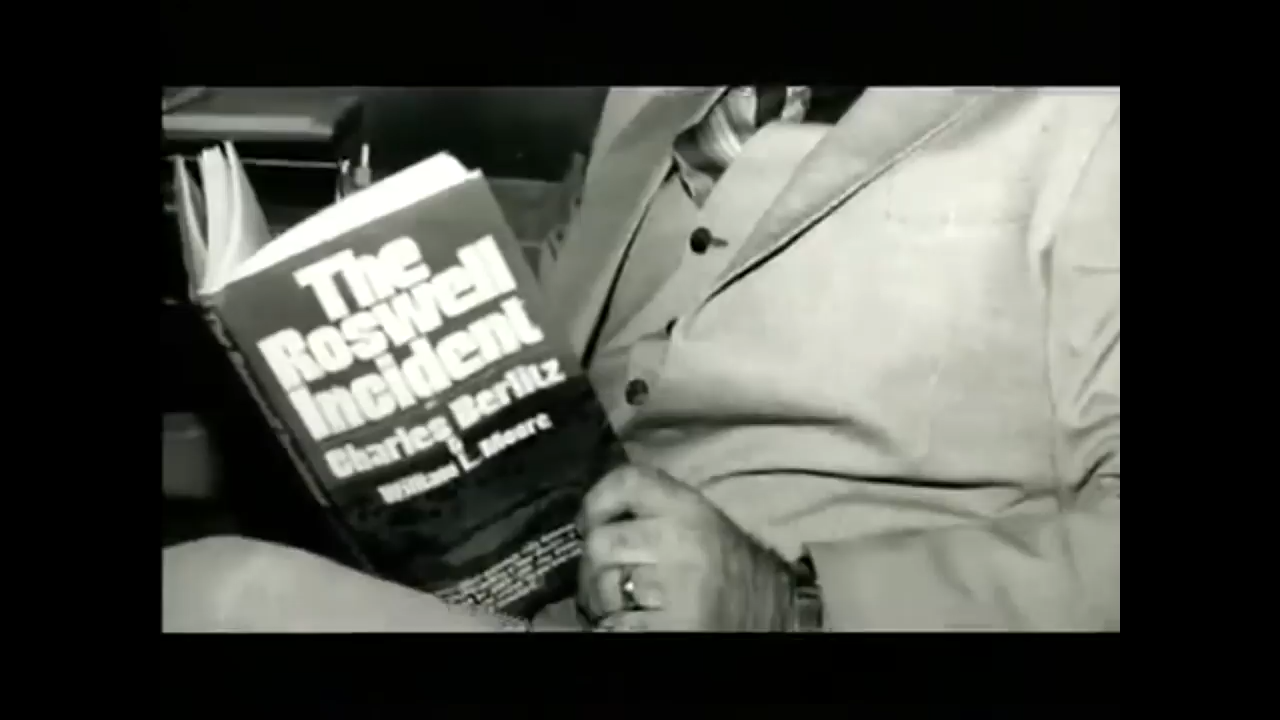 The
Roswell
Incident
Charles Berlitz
&
William L. Moore